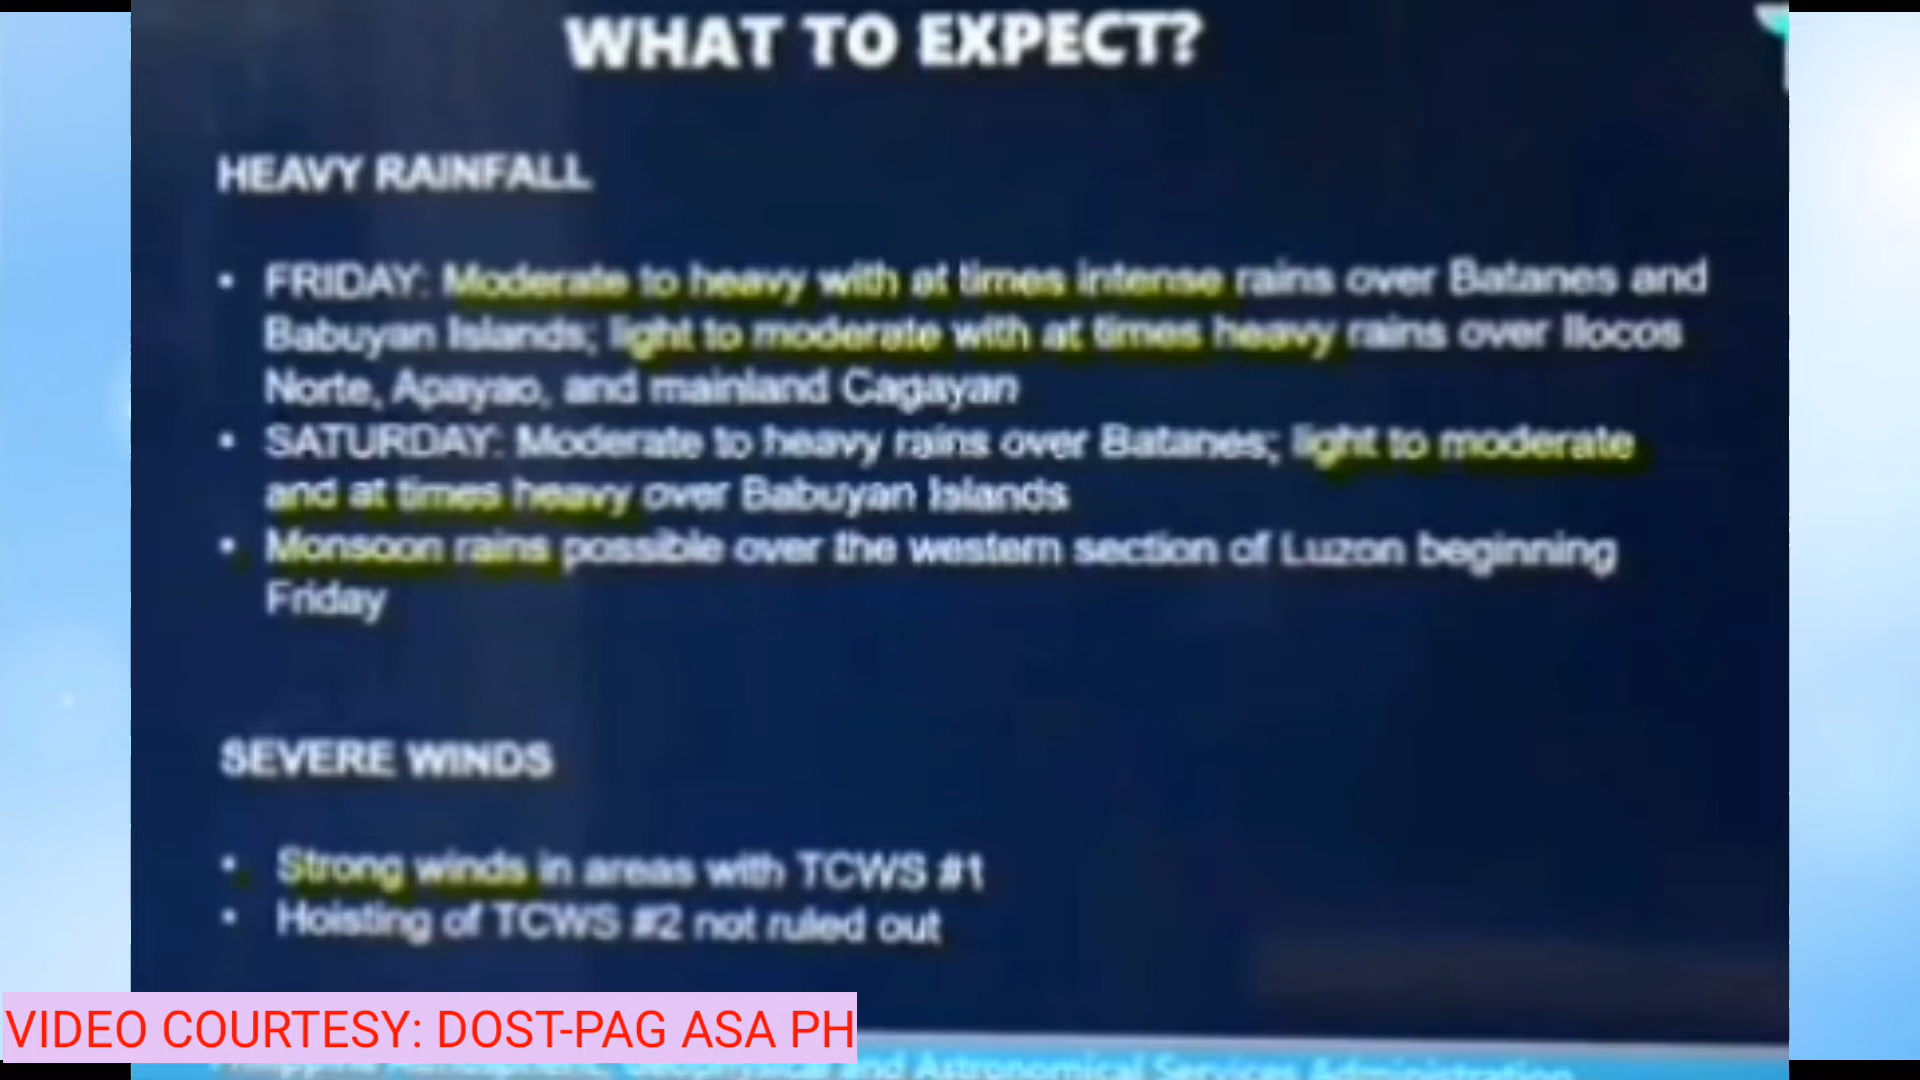 WHAT TO EXPECT?
HEAVY RAINFALL
• FRIDAY: Moderate to heavy with at times intense rains over Batanes and
Babuyan Islands; light to moderate with at times heavy rains over Ilocos
Norte, Apayao, and mainland Cagayan
• SATURDAY: Moderate to heavy rains over Batanes; light to moderate
and at times heavy over Babuyan Islands
• Monsoon rains possible over the western section of Luzon beginning
Friday
SEVERE WINDS
• Strong winds in areas with TCWS #1
• Hoisting of TCWS #2 not ruled out
VIDEO COURTESY: DOST-PAG ASA PH
Philippine Atmospheric, Geophysical and Astronomical Services Administration